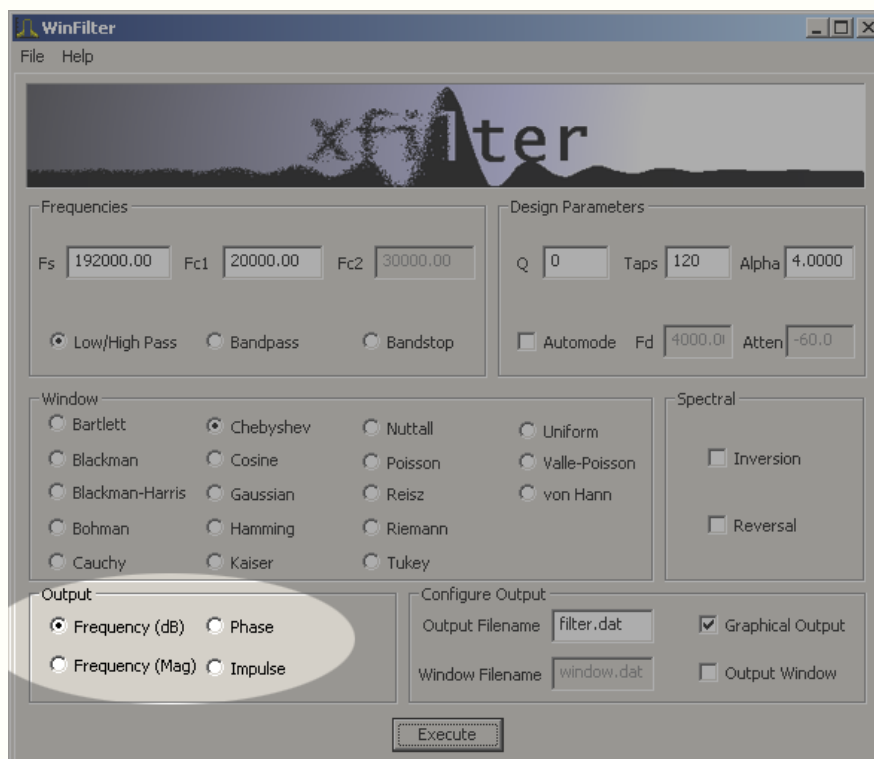 WinFilter
File Help
xfilter
Frequencies
Fs 192000.00 Fc1 20000.00 Fc2 30000.00
Low/High Pass Bandpass Bandstop
Design Parameters
Q 0 Taps 120 Alpha 4.0000
Automode Fd 4000.0 Atten -60.0
Window
Bartlett Chebyshev Nuttall Uniform
Blackman Cosine Poisson Valle-Poisson
Blackman-Harris Gaussian Reisz von Hann
Bohman Hamming Riemann
Cauchy Kaiser Tukey
Spectral
Inversion
Reversal
Output
Frequency (dB) Phase
Frequency (Mag) Impulse
Configure Output
Output Filename filter.dat Graphical Output
Window Filename window.dat Output Window
Execute